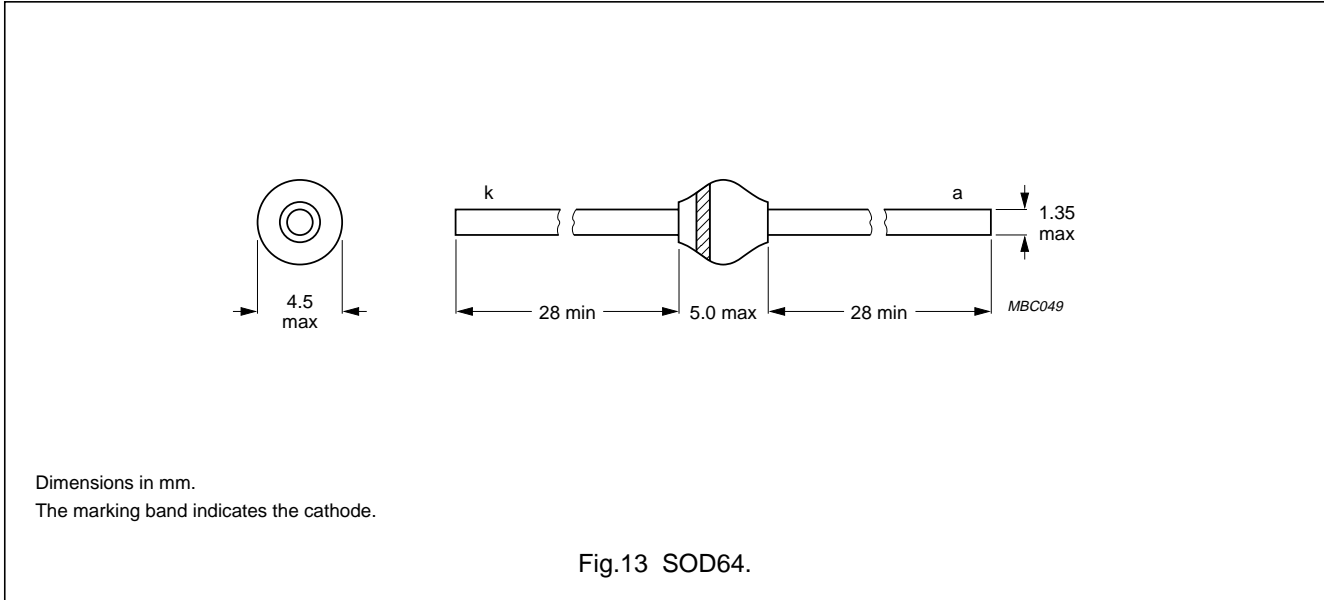 k
a
1.35
max
4.5
max
28 min
5.0 max
28 min
MBC049
Dimensions in mm.
The marking band indicates the cathode.
Fig.13 SOD64.